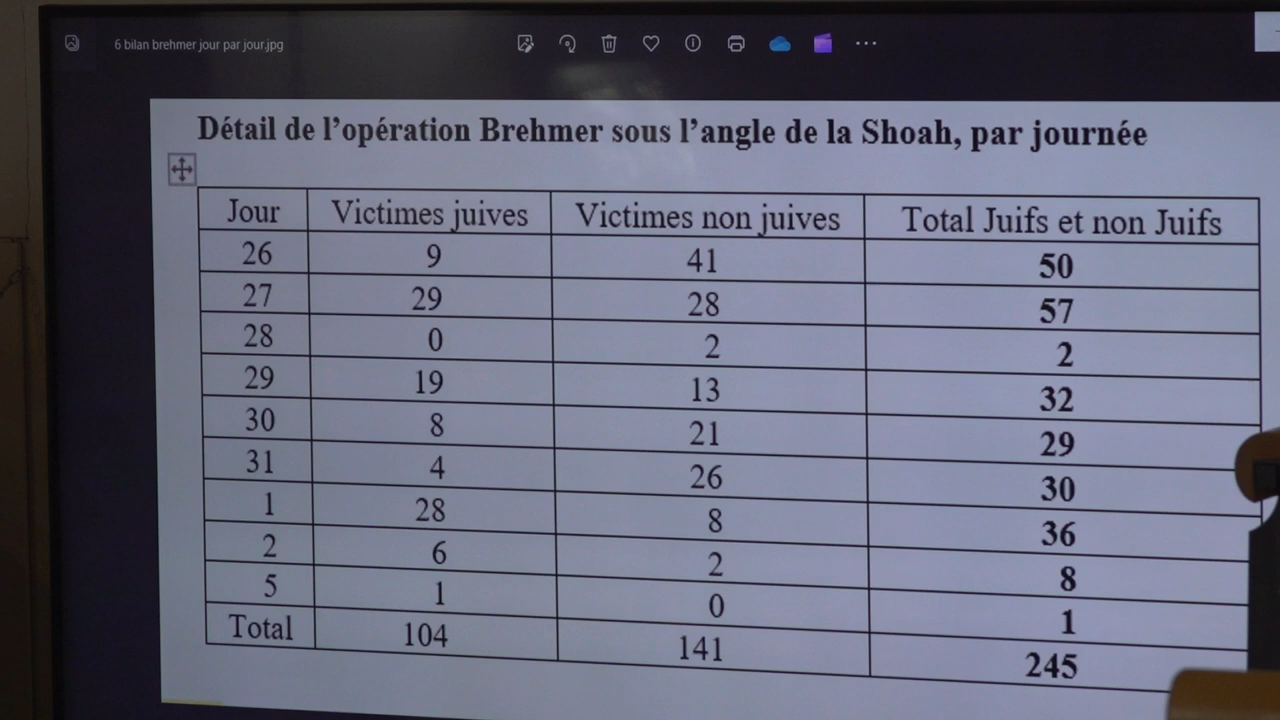 6 bilan brehmer jour par jour.jpg
Détail de l'opération Brehmer sous l'angle de la Shoah, par journée
Jour Victimes juives Victimes non juives Total Juifs et non Juifs
26 9 41 50
27 29 28 57
28 0 2 2
29 19 13 32
30 8 21 29
31 4 26 30
1 28 8 36
2 6 2 8
5 1 0 1
Total 104 141 245